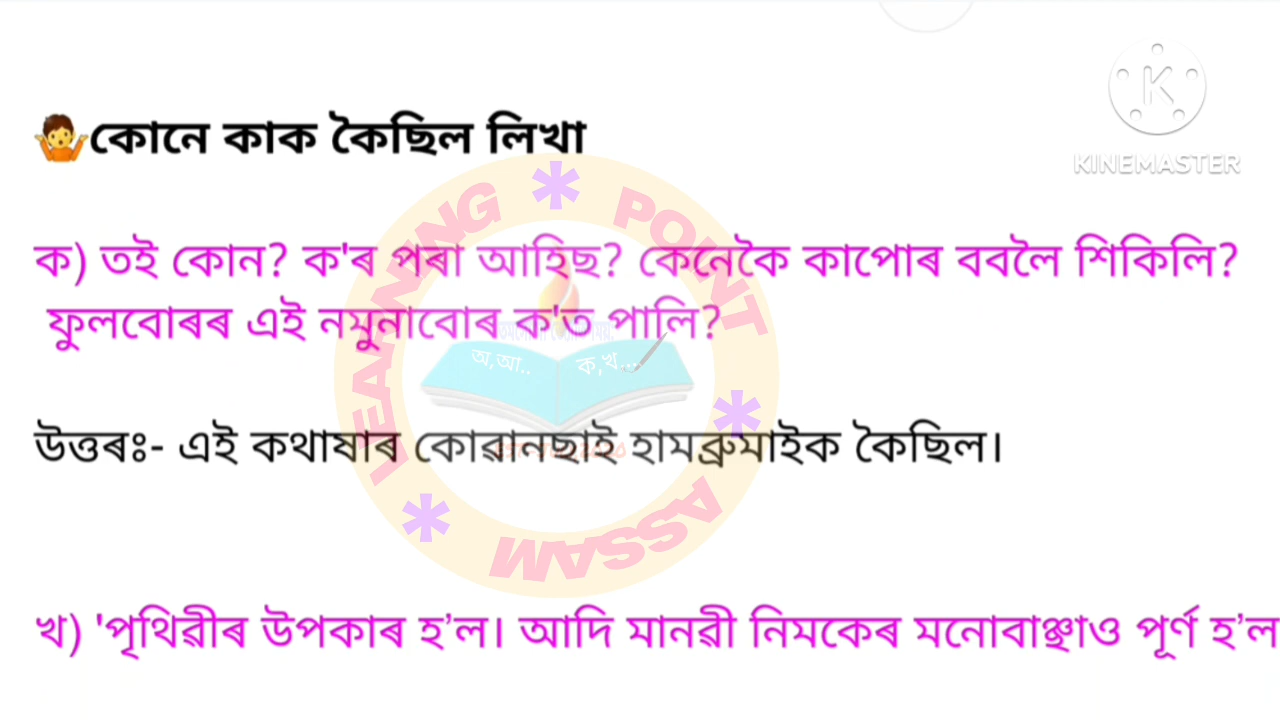 KINEMASTER
🤷কোনে কাক কৈছিল লিখা
ক) তই কোন? ক'ৰ পৰা আহিছ? কেনেকৈ কাপোৰ ববলৈ শিকিলি?
ফুলবোৰৰ এই নমুনাবোৰ ক'ত পালি?
LEARNING PONT ASSAM
অ,আ.. ক,খ...
উত্তৰঃ- এই কথাষাৰ কোৱানছাই হামব্ৰুমাইক কৈছিল।
খ) 'পৃথিৱীৰ উপকাৰ হ’ল। আদি মানৱী নিমকেৰ মনোবাঞ্ছাও পূৰ্ণ হ’ল